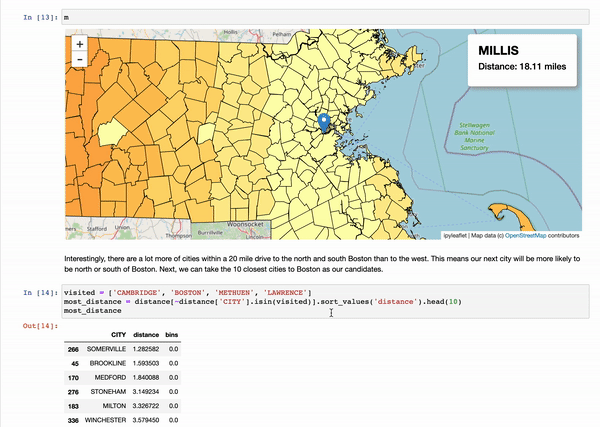 In [13]: m
+
−
Hollis
Pelham
MILLIS
Distance: 18.11 miles
Stellwagen
Bank National
Marine
Sanctuary
Stafford
Union
Thompson
Burrillville
Woonsocket
ipyleaflet | Map data (c) OpenStreetMap contributors
Interestingly, there are a lot more of cities within a 20 mile drive to the north and south Boston than to the west. This means our next city will be more likely to
be north or south of Boston. Next, we can take the 10 closest cities to Boston as our candidates.
In [14]: visited = ['CAMBRIDGE', 'BOSTON', 'METHUEN', 'LAWRENCE']
most_distance = distance[~distance['CITY'].isin(visited)].sort_values('distance').head(10)
most_distance
Out[14]:
CITY distance bins
266 SOMERVILLE 1.282582 0.0
45 BROOKLINE 1.593503 0.0
170 MEDFORD 1.840088 0.0
276 STONEHAM 3.149234 0.0
183 MILTON 3.326722 0.0
336 WINCHESTER 3.579450 0.0